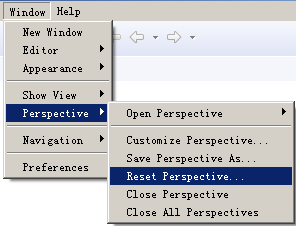 Window Help
New Window
Editor
Appearance
Show View
Perspective
Navigation
Preferences
Open Perspective
Customize Perspective...
Save Perspective As...
Reset Perspective...
Close Perspective
Close All Perspectives